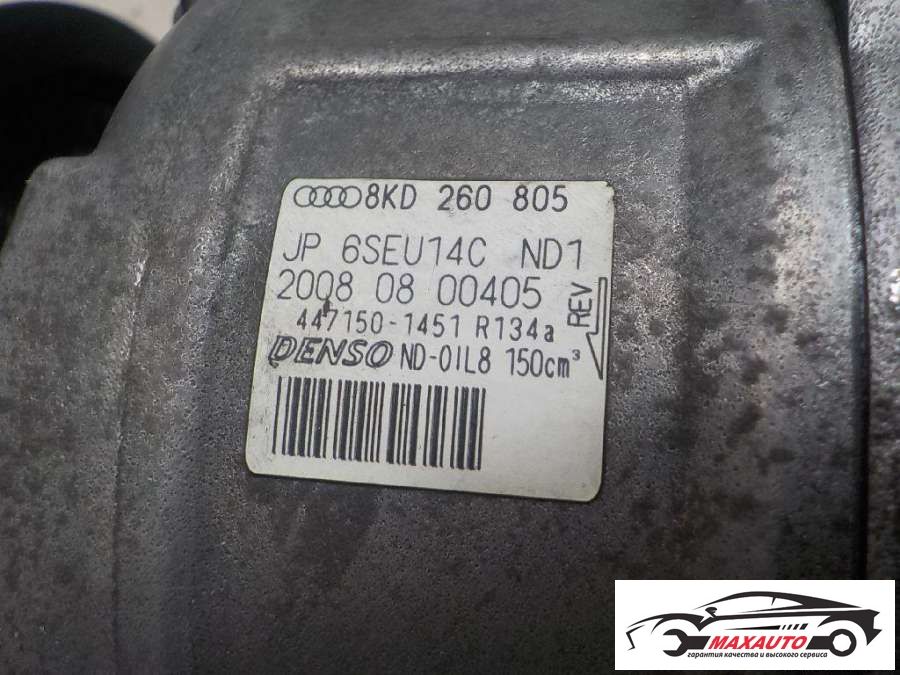 8KD 260 805
JP 6SEU14C ND1
2008 08 00405
REV
447150-1451 R134a
DENSO ND-OIL8 150cm³
MAXAUTO
гарантия качества и высокого сервиса